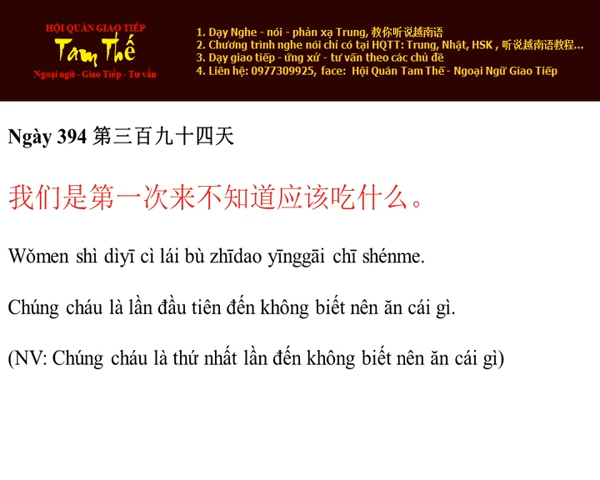 HỘI QUÁN GIAO TIẾP
Tam Thế
Ngoại ngữ - Giao Tiếp - Tư vấn
1. Dạy Nghe - nói - phản xạ Trung, 教你听说越南语
2. Chương trình nghe nói chỉ có tại HQTT: Trung, Nhật, HSK , 听说越南语教程...
3. Dạy giao tiếp - ứng xử - tư vấn theo các chủ đề
4. Liên hệ: 0977309925, face: Hội Quán Tam Thế - Ngoại Ngữ Giao Tiếp
Ngày 394 第三百九十四天
我们是第一次来不知道应该吃什么。
Wǒmen shì dìyī cì lái bù zhīdao yīnggāi chī shénme.
Chúng cháu là lần đầu tiên đến không biết nên ăn cái gì.
(NV: Chúng cháu là thứ nhất lần đến không biết nên ăn cái gì)